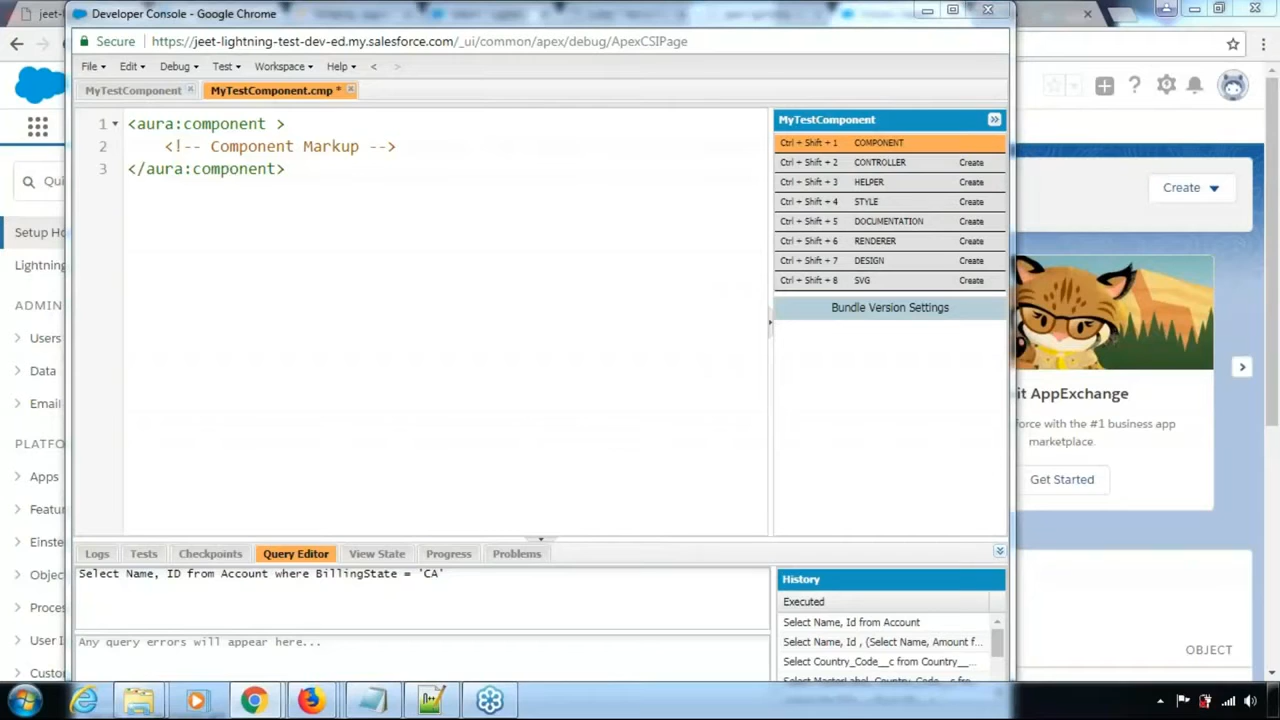 jeet-l
Developer Console - Google Chrome
Secure https://jeet-lightning-test-dev-ed.my.salesforce.com/_ui/common/apex/debug/ApexCSIPage
File Edit Debug Test Workspace Help < >
MyTestComponent MyTestComponent.cmp *
1 <aura:component >
2 <!-- Component Markup -->
3 </aura:component>
MyTestComponent
Ctrl + Shift + 1 COMPONENT
Ctrl + Shift + 2 CONTROLLER Create
Ctrl + Shift + 3 HELPER Create
Ctrl + Shift + 4 STYLE Create
Ctrl + Shift + 5 DOCUMENTATION Create
Ctrl + Shift + 6 RENDERER Create
Ctrl + Shift + 7 DESIGN Create
Ctrl + Shift + 8 SVG Create
Bundle Version Settings
Qui
Setup Ho
Lightning
ADMIN
Users
Data
Email
PLATFO
Apps
Featur
Einste
Objec
Proces
User I
Custo
Create
it AppExchange
force with the #1 business app
marketplace.
Get Started
OBJECT
Logs Tests Checkpoints Query Editor View State Progress Problems
Select Name, ID from Account where BillingState = 'CA'
Any query errors will appear here...
History
Executed
Select Name, Id from Account
Select Name, Id , (Select Name, Amount f...
Select Country_Code__c from Country__...
Select MasterLabel, Country_Code__c fro...